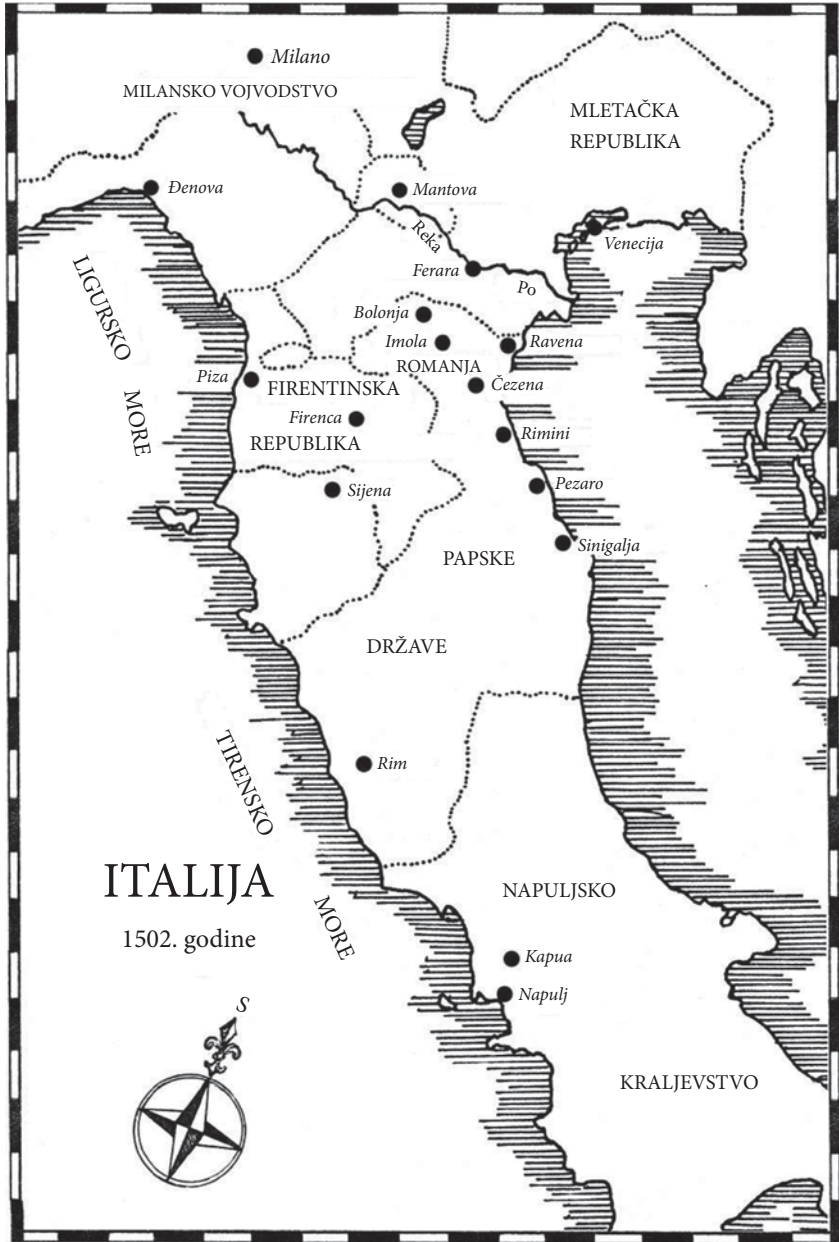 Milano
MILANSKO VOJVODSTVO
MLETAČKA
REPUBLIKA
Đenova
Mantova
Reka
Venecija
Ferara
Po
LIGURSKO
MORE
Bolonja
Imola
Ravena
ROMANJA
Piza
FIRENTINSKA
Čezena
Firenca
REPUBLIKA
Rimini
Sijena
Pezaro
Sinigalja
PAPSKE
DRŽAVE
TIRENSKO
MORE
Rim
ITALIJA
1502. godine
NAPULJSKO
Kapua
Napulj
S
KRALJEVSTVO